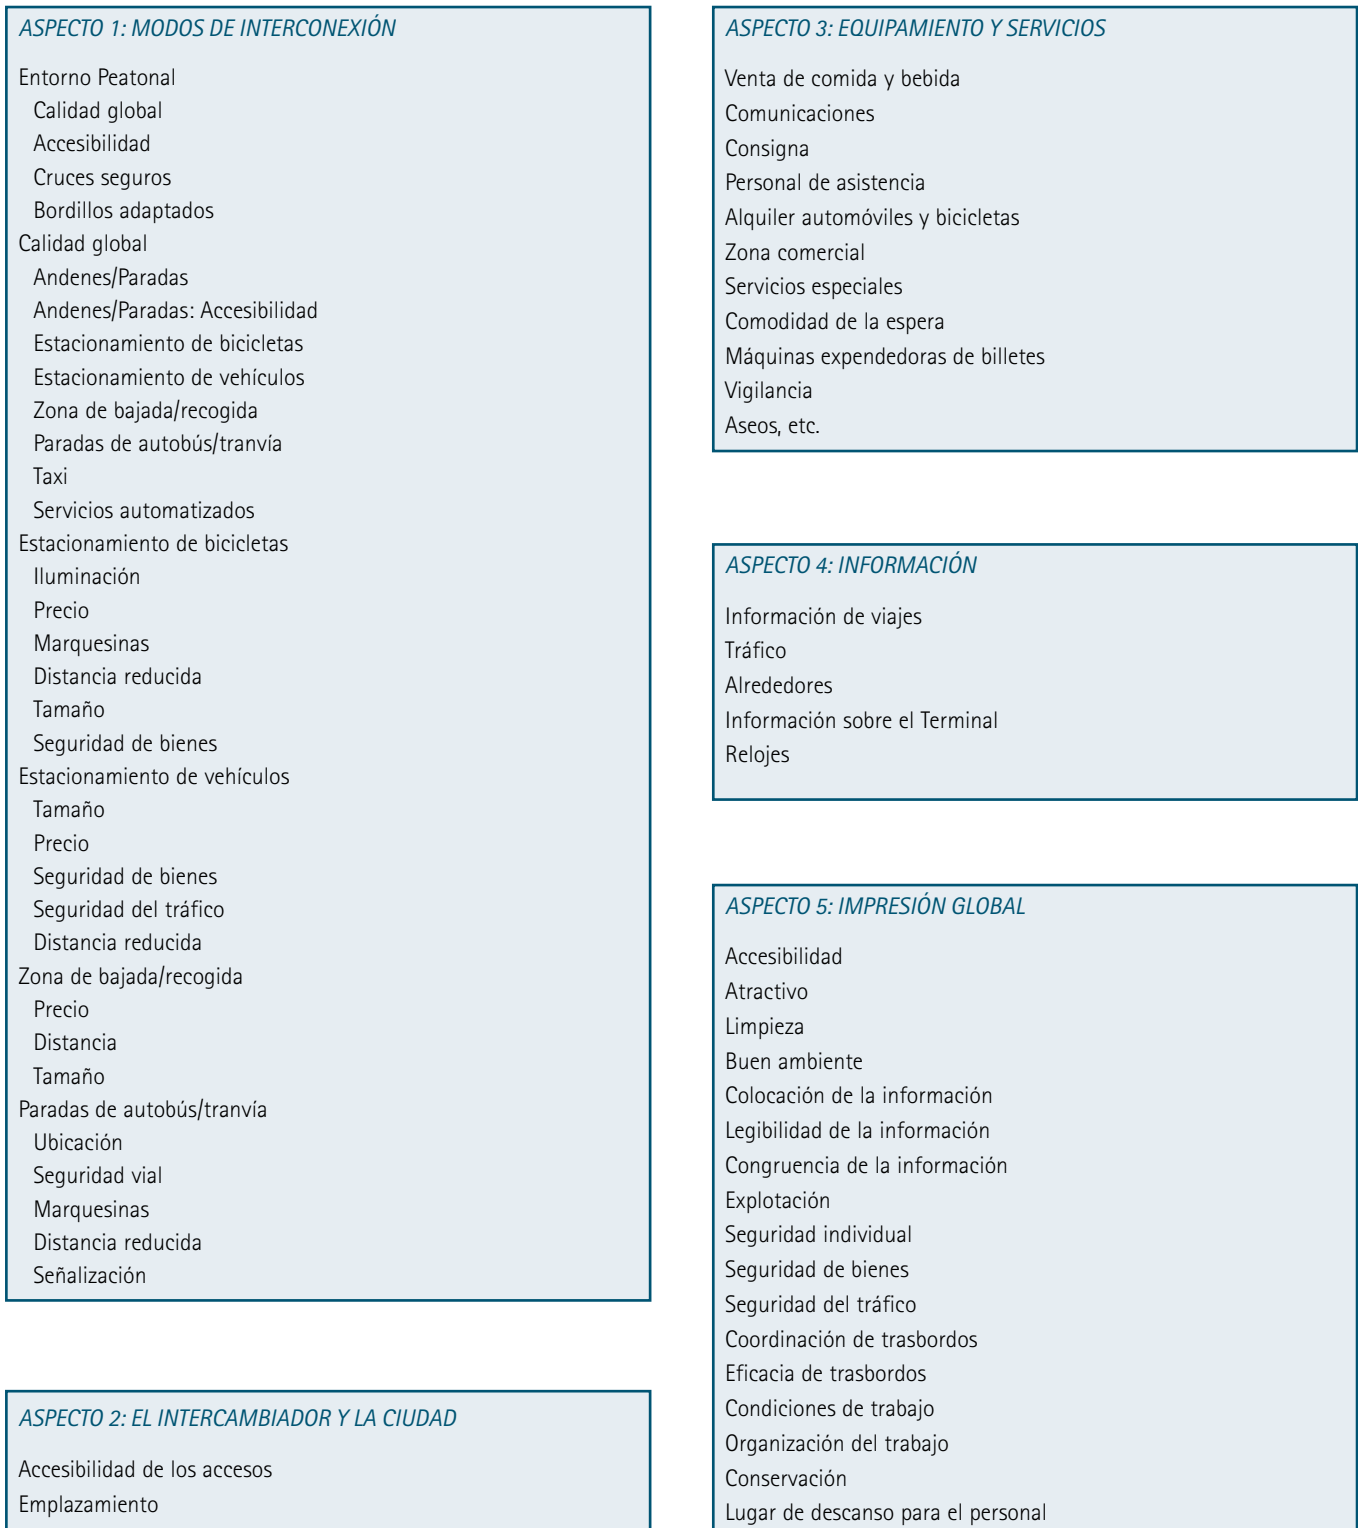 ASPECTO 1: MODOS DE INTERCONEXIÓN
Entorno Peatonal
Calidad global
Accesibilidad
Cruces seguros
Bordillos adaptados
Calidad global
Andenes/Paradas
Andenes/Paradas: Accesibilidad
Estacionamiento de bicicletas
Estacionamiento de vehículos
Zona de bajada/recogida
Paradas de autobús/tranvía
Taxi
Servicios automatizados
Estacionamiento de bicicletas
Iluminación
Precio
Marquesinas
Distancia reducida
Tamaño
Seguridad de bienes
Estacionamiento de vehículos
Tamaño
Precio
Seguridad de bienes
Seguridad del tráfico
Distancia reducida
Zona de bajada/recogida
Precio
Distancia
Tamaño
Paradas de autobús/tranvía
Ubicación
Seguridad vial
Marquesinas
Distancia reducida
Señalización
ASPECTO 2: EL INTERCAMBIADOR Y LA CIUDAD
Accesibilidad de los accesos
Emplazamiento
ASPECTO 3: EQUIPAMIENTO Y SERVICIOS
Venta de comida y bebida
Comunicaciones
Consigna
Personal de asistencia
Alquiler automóviles y bicicletas
Zona comercial
Servicios especiales
Comodidad de la espera
Máquinas expendedoras de billetes
Vigilancia
Aseos, etc.
ASPECTO 4: INFORMACIÓN
Información de viajes
Tráfico
Alrededores
Información sobre el Terminal
Relojes
ASPECTO 5: IMPRESIÓN GLOBAL
Accesibilidad
Atractivo
Limpieza
Buen ambiente
Colocación de la información
Legibilidad de la información
Congruencia de la información
Explotación
Seguridad individual
Seguridad de bienes
Seguridad del tráfico
Coordinación de trasbordos
Eficacia de trasbordos
Condiciones de trabajo
Organización del trabajo
Conservación
Lugar de descanso para el personal